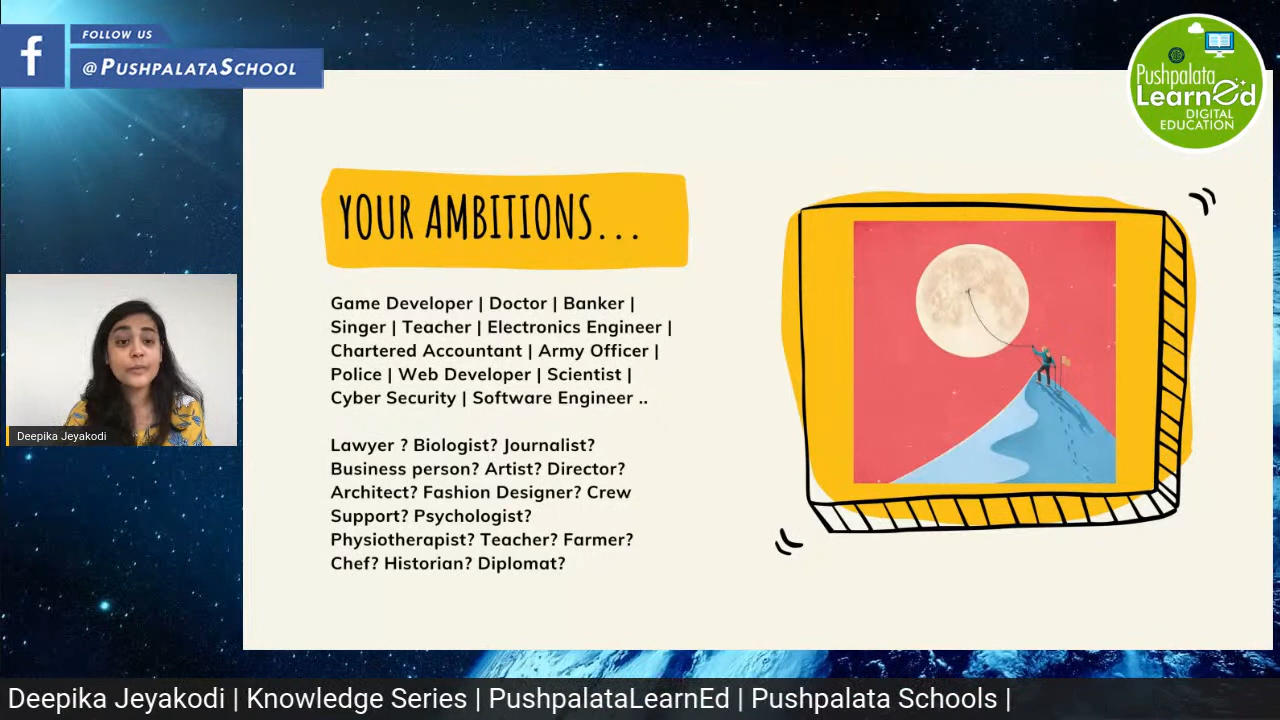 FOLLOW US
@PUSHPALATASCHOOL
Pushpalata
LearnEd
DIGITAL
EDUCATION
YOUR AMBITIONS...
Game Developer | Doctor | Banker |
Singer | Teacher | Electronics Engineer |
Chartered Accountant | Army Officer |
Police | Web Developer | Scientist |
Cyber Security | Software Engineer ..
Lawyer ? Biologist? Journalist?
Business person? Artist? Director?
Architect? Fashion Designer? Crew
Support? Psychologist?
Physiotherapist? Teacher? Farmer?
Chef? Historian? Diplomat?
Deepika Jeyakodi
Deepika Jeyakodi | Knowledge Series | PushpalataLearnEd | Pushpalata Schools |